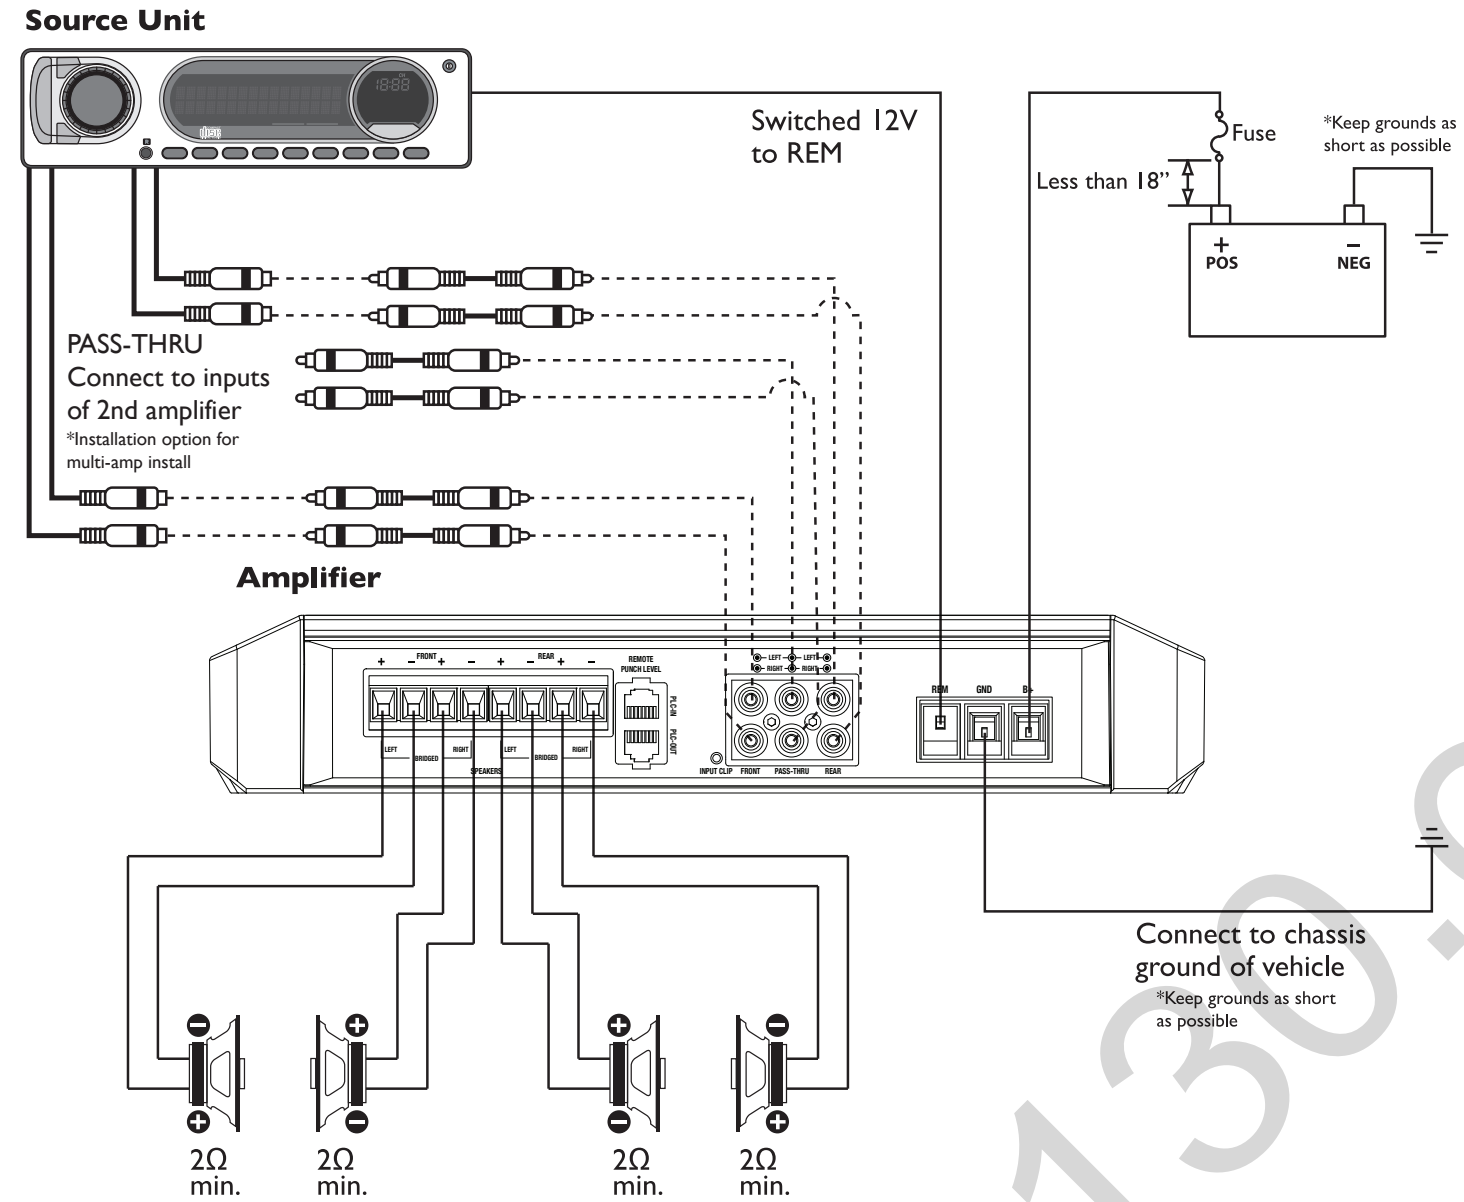 Source Unit
18:88
disc
Switched 12V
to REM
Fuse
*Keep grounds as
short as possible
Less than 18”
+
POS
−
NEG
PASS-THRU
Connect to inputs
of 2nd amplifier
*Installation option for
multi-amp install
Amplifier
+ − FRONT + − + − REAR + −
REMOTE
PUNCH LEVEL
LEFT LEFT
RIGHT RIGHT
REM GND B+
PLC-IN
PLC-OUT
LEFT BRIDGED RIGHT LEFT BRIDGED RIGHT
SPEAKERS
INPUT CLIP FRONT PASS-THRU REAR
Connect to chassis
ground of vehicle
*Keep grounds as short
as possible
− + + −
+ − − +
2Ω 2Ω 2Ω 2Ω
min. min. min. min.